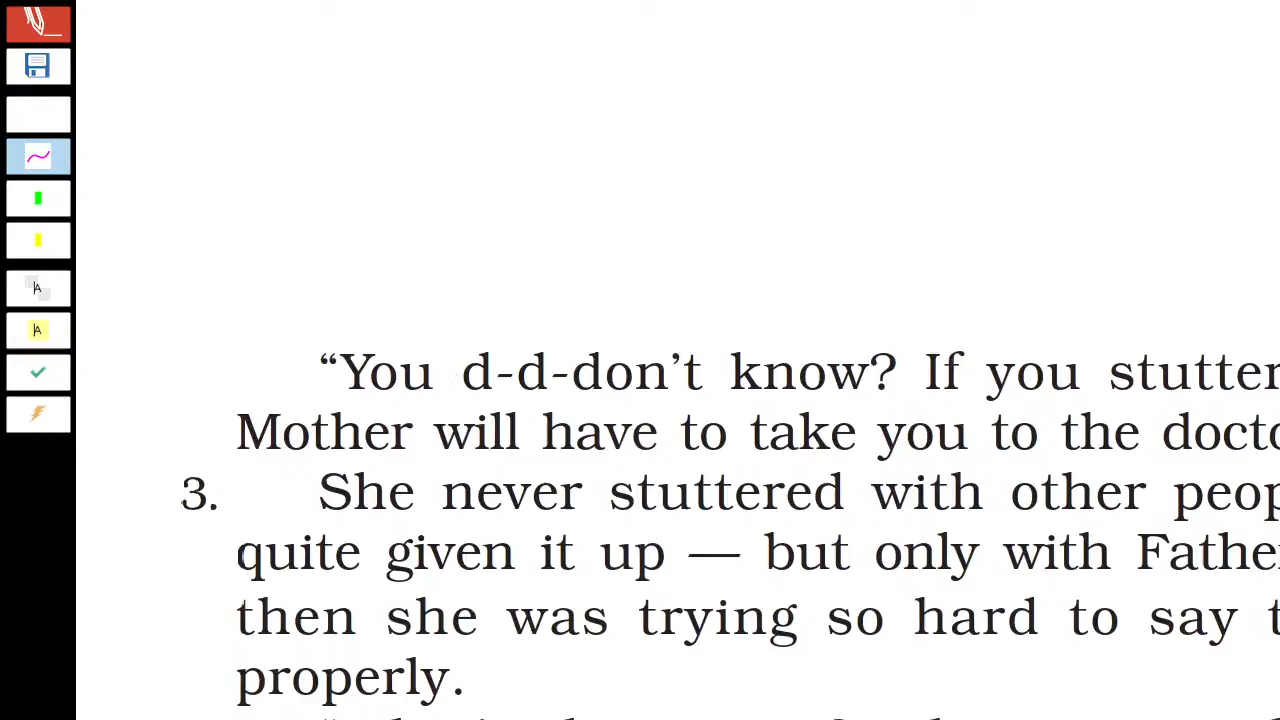 “You d-d-don’t know? If you stutter
Mother will have to take you to the docto
3. She never stuttered with other peop
quite given it up — but only with Father
then she was trying so hard to say t
properly.